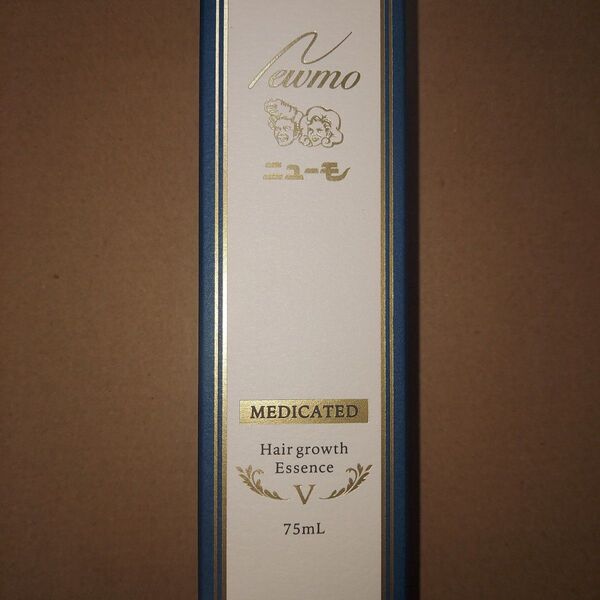 Newmo
ニューモ
MEDICATED
Hair growth
Essence
V
75mL